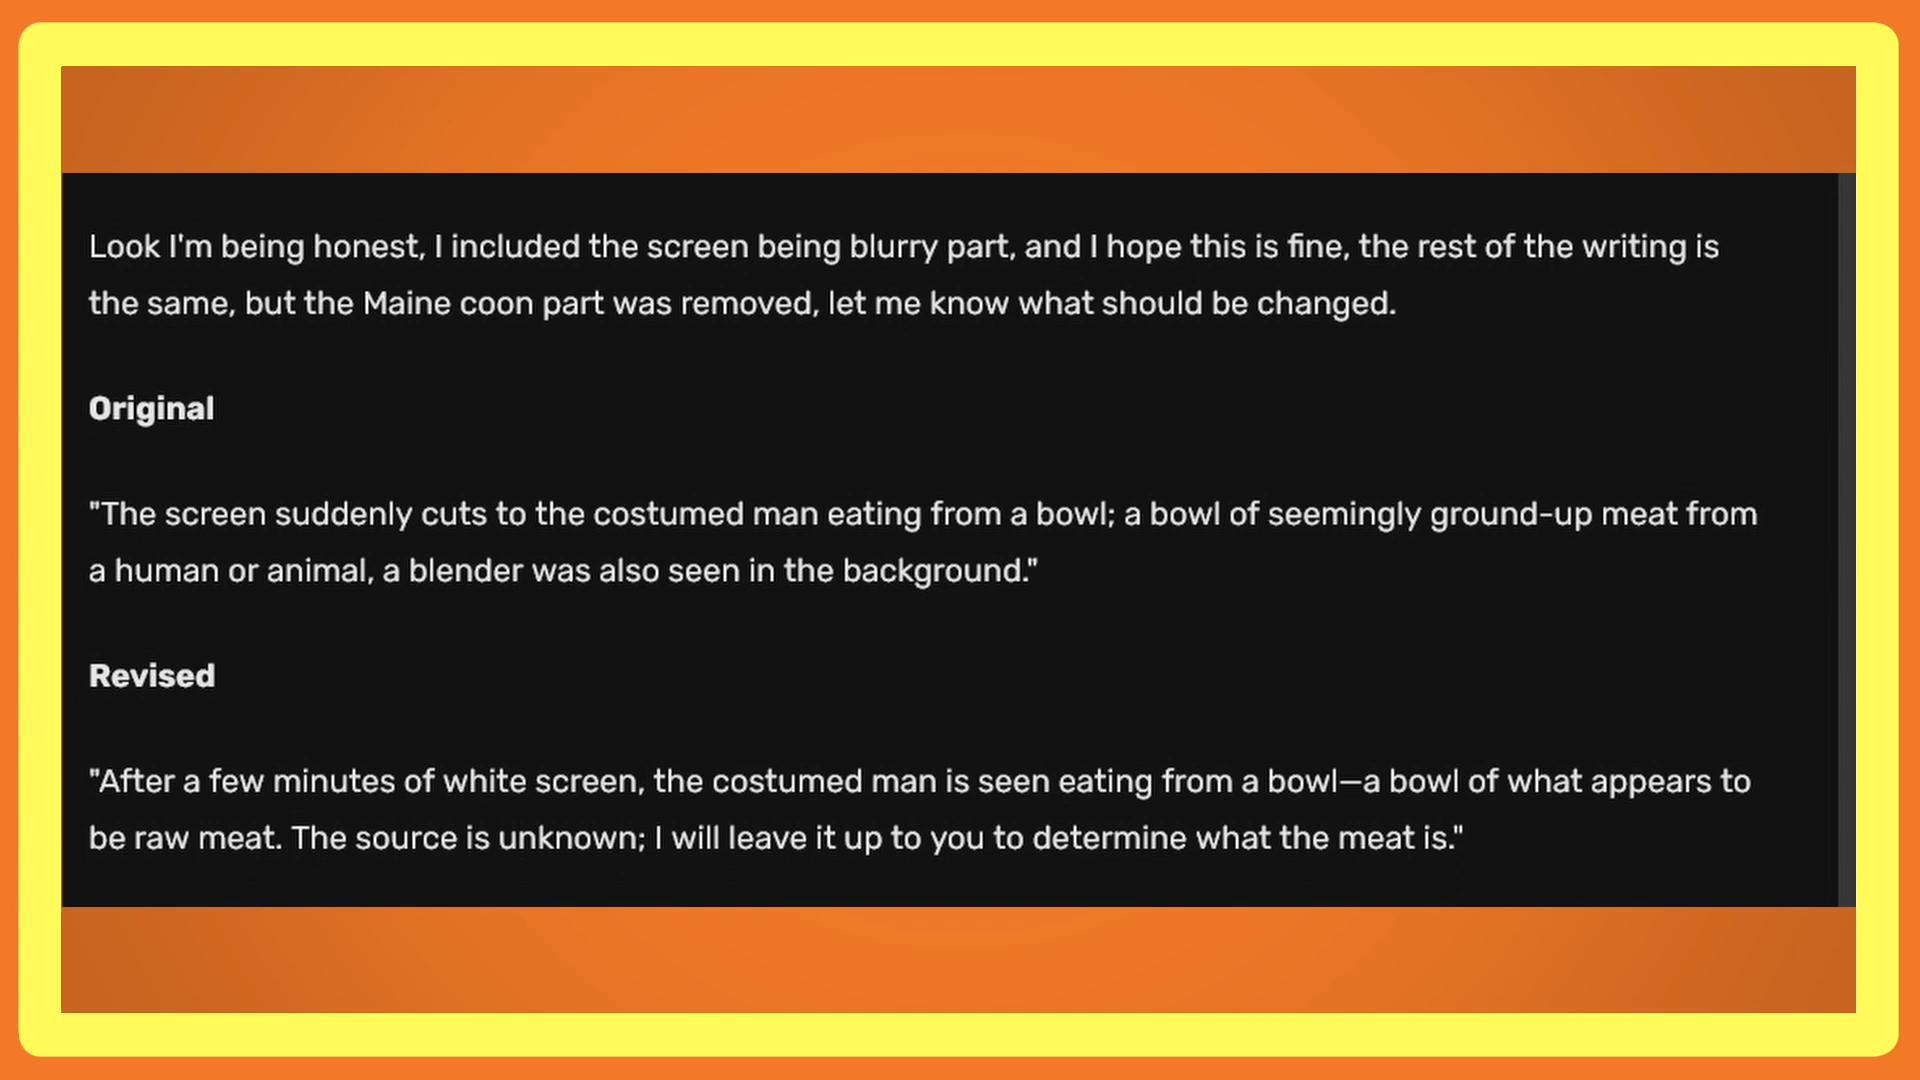 Look I'm being honest, I included the screen being blurry part, and I hope this is fine, the rest of the writing is
the same, but the Maine coon part was removed, let me know what should be changed.
Original
"The screen suddenly cuts to the costumed man eating from a bowl; a bowl of seemingly ground-up meat from
a human or animal, a blender was also seen in the background."
Revised
"After a few minutes of white screen, the costumed man is seen eating from a bowl—a bowl of what appears to
be raw meat. The source is unknown; I will leave it up to you to determine what the meat is."